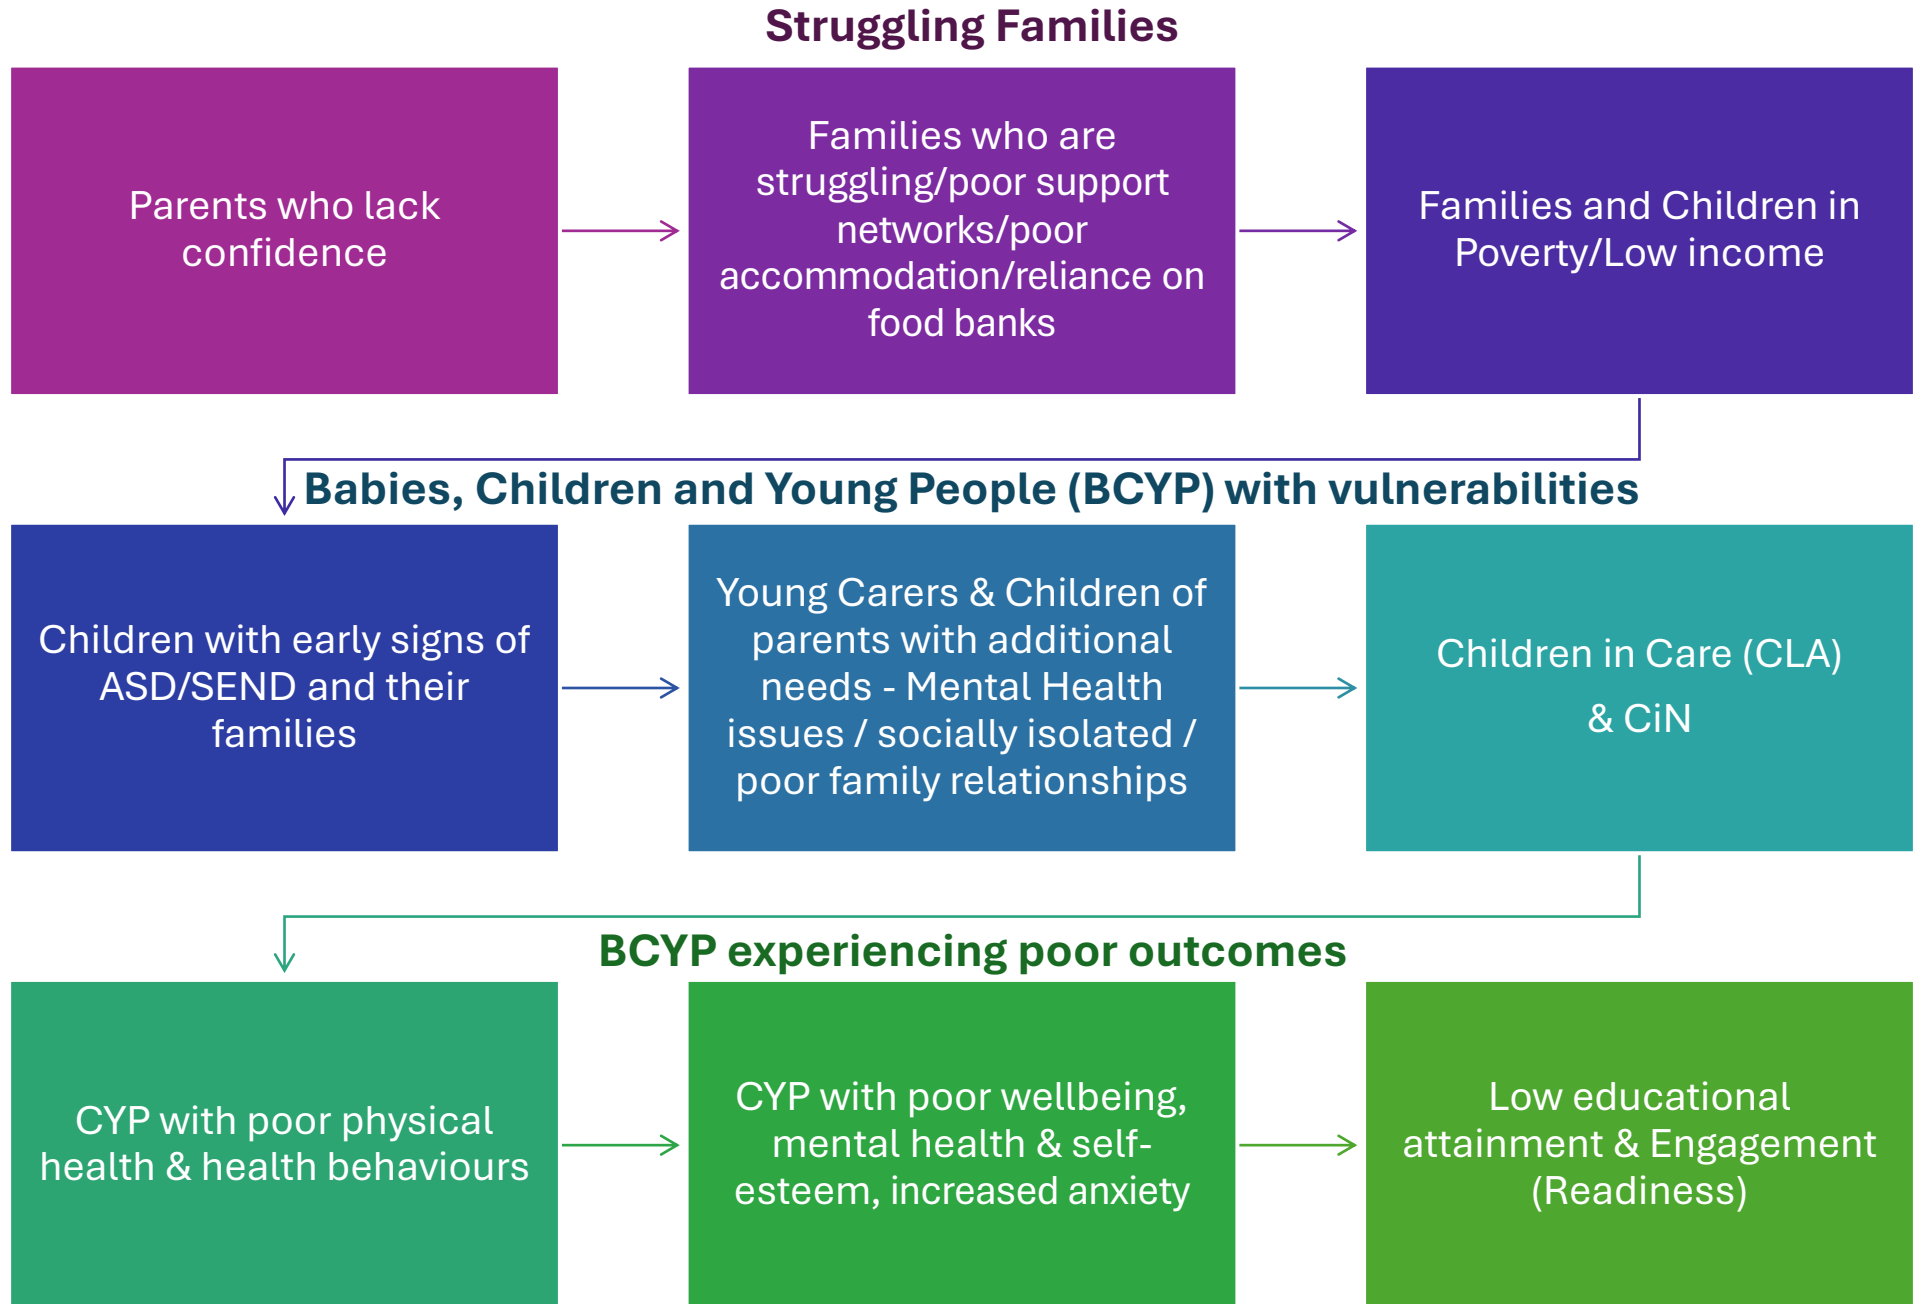 Struggling Families
Parents who lack
confidence
Families who are
struggling/poor support
networks/poor
accommodation/reliance on
food banks
Families and Children in
Poverty/Low income
Babies, Children and Young People (BCYP) with vulnerabilities
Children with early signs of
ASD/SEND and their
families
Young Carers & Children of
parents with additional
needs - Mental Health
issues / socially isolated /
poor family relationships
Children in Care (CLA)
& CiN
BCYP experiencing poor outcomes
CYP with poor physical
health & health behaviours
CYP with poor wellbeing,
mental health & self-
esteem, increased anxiety
Low educational
attainment & Engagement
(Readiness)